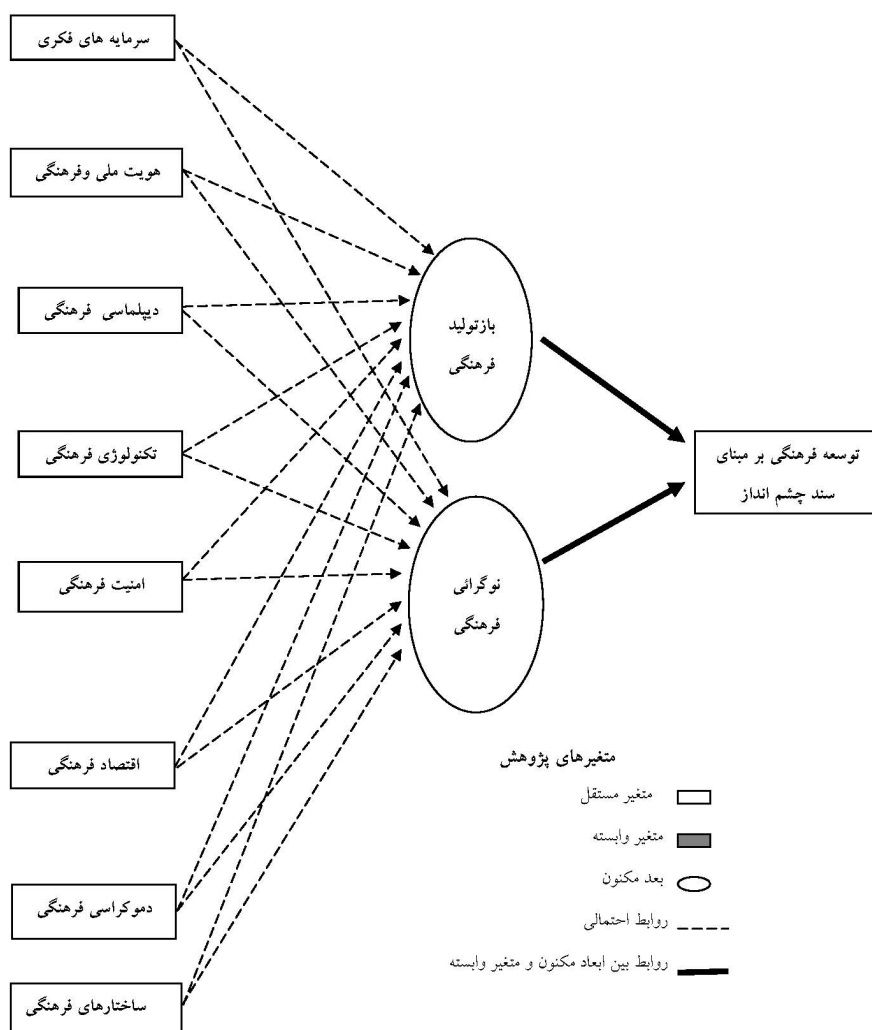 سرمایه های فکری
هویت ملی وفرهنگی
دیپلماسی فرهنگی
تکنولوژی فرهنگی
امنیت فرهنگی
اقتصاد فرهنگی
دموکراسی فرهنگی
ساختارهای فرهنگی
بازتولید
فرهنگی
نوگرائی
فرهنگی
توسعه فرهنگی بر مبنای
سند چشم انداز
متغیرهای پژوهش
متغیر مستقل
متغیر وابسته
بعد مکنون
روابط احتمالی
روابط بین ابعاد مکنون و متغیر وابسته